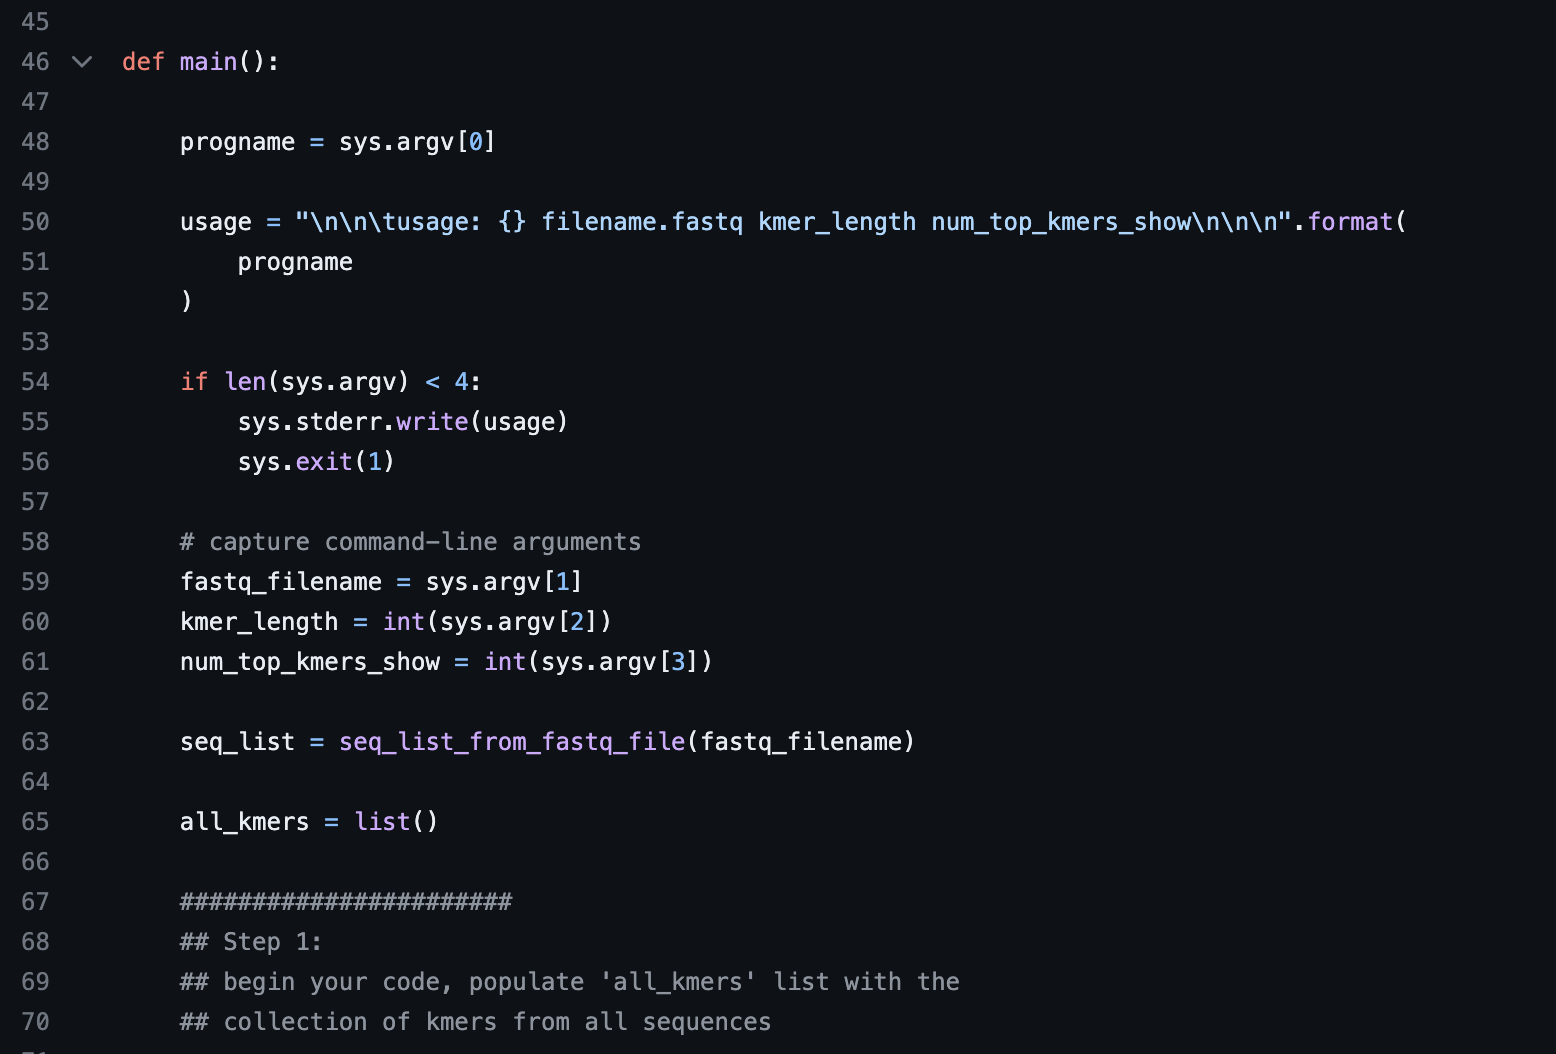 45
46 def main():
47
48 progname = sys.argv[0]
49
50 usage = "\n\n\tusage: {} filename.fastq kmer_length num_top_kmers_show\n\n\n".format(
51 progname
52 )
53
54 if len(sys.argv) < 4:
55 sys.stderr.write(usage)
56 sys.exit(1)
57
58 # capture command-line arguments
59 fastq_filename = sys.argv[1]
60 kmer_length = int(sys.argv[2])
61 num_top_kmers_show = int(sys.argv[3])
62
63 seq_list = seq_list_from_fastq_file(fastq_filename)
64
65 all_kmers = list()
66
67 #######################
68 ## Step 1:
69 ## begin your code, populate 'all_kmers' list with the
70 ## collection of kmers from all sequences